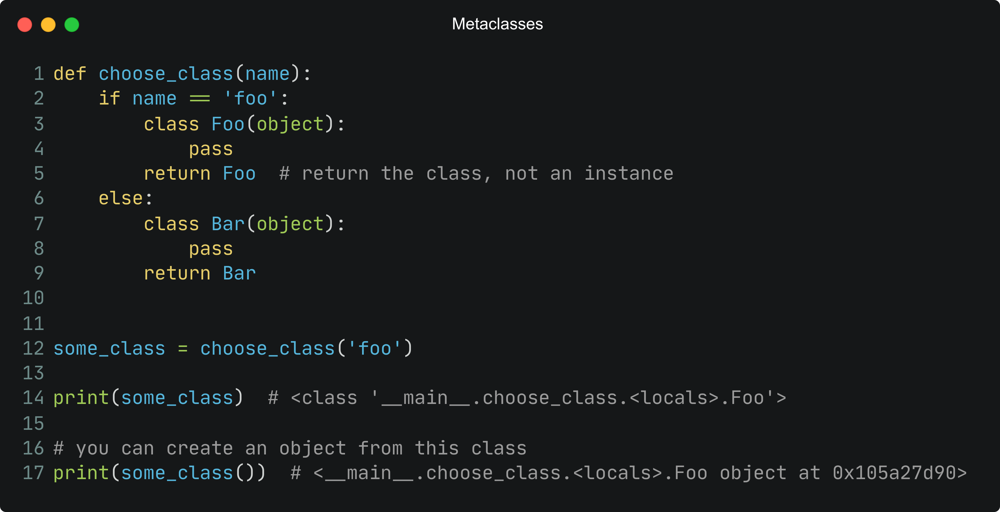 Metaclasses
1 def choose_class(name):
2     if name == 'foo':
3         class Foo(object):
4             pass
5         return Foo  # return the class, not an instance
6     else:
7         class Bar(object):
8             pass
9         return Bar
10
11
12 some_class = choose_class('foo')
13
14 print(some_class)  # <class '__main__.choose_class.<locals>.Foo'>
15
16 # you can create an object from this class
17 print(some_class())  # <__main__.choose_class.<locals>.Foo object at 0x105a27d90>